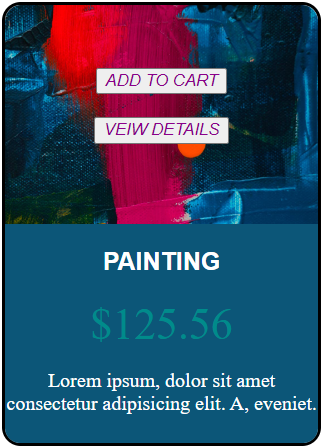 ADD TO CART
VEIW DETAILS
PAINTING
$125.56
Lorem ipsum, dolor sit amet
consectetur adipisicing elit. A, eveniet.